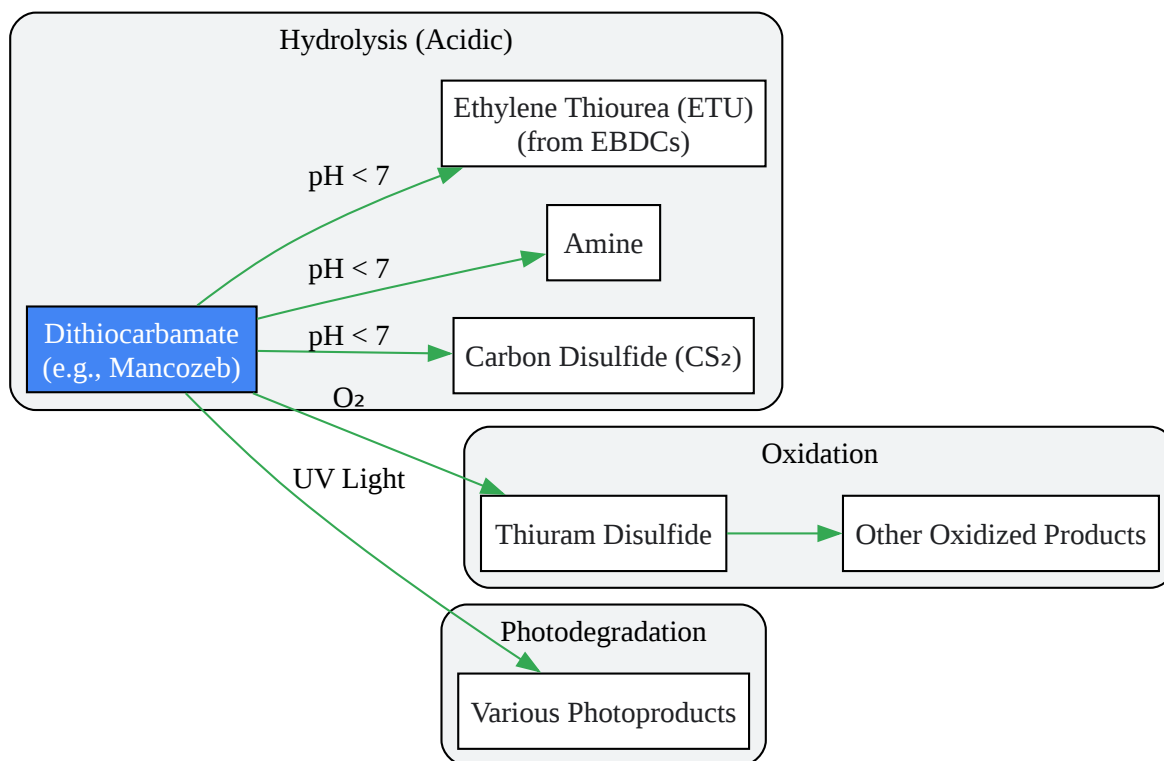 Hydrolysis (Acidic)
Ethylene Thiourea (ETU)
(from EBDCs)
pH < 7
Amine
pH < 7
Dithiocarbamate
(e.g., Mancozeb)
pH < 7
Carbon Disulfide (CS₂)
O₂
Oxidation
UV Light
Thiuram Disulfide
Other Oxidized Products
Photodegradation
Various Photoproducts